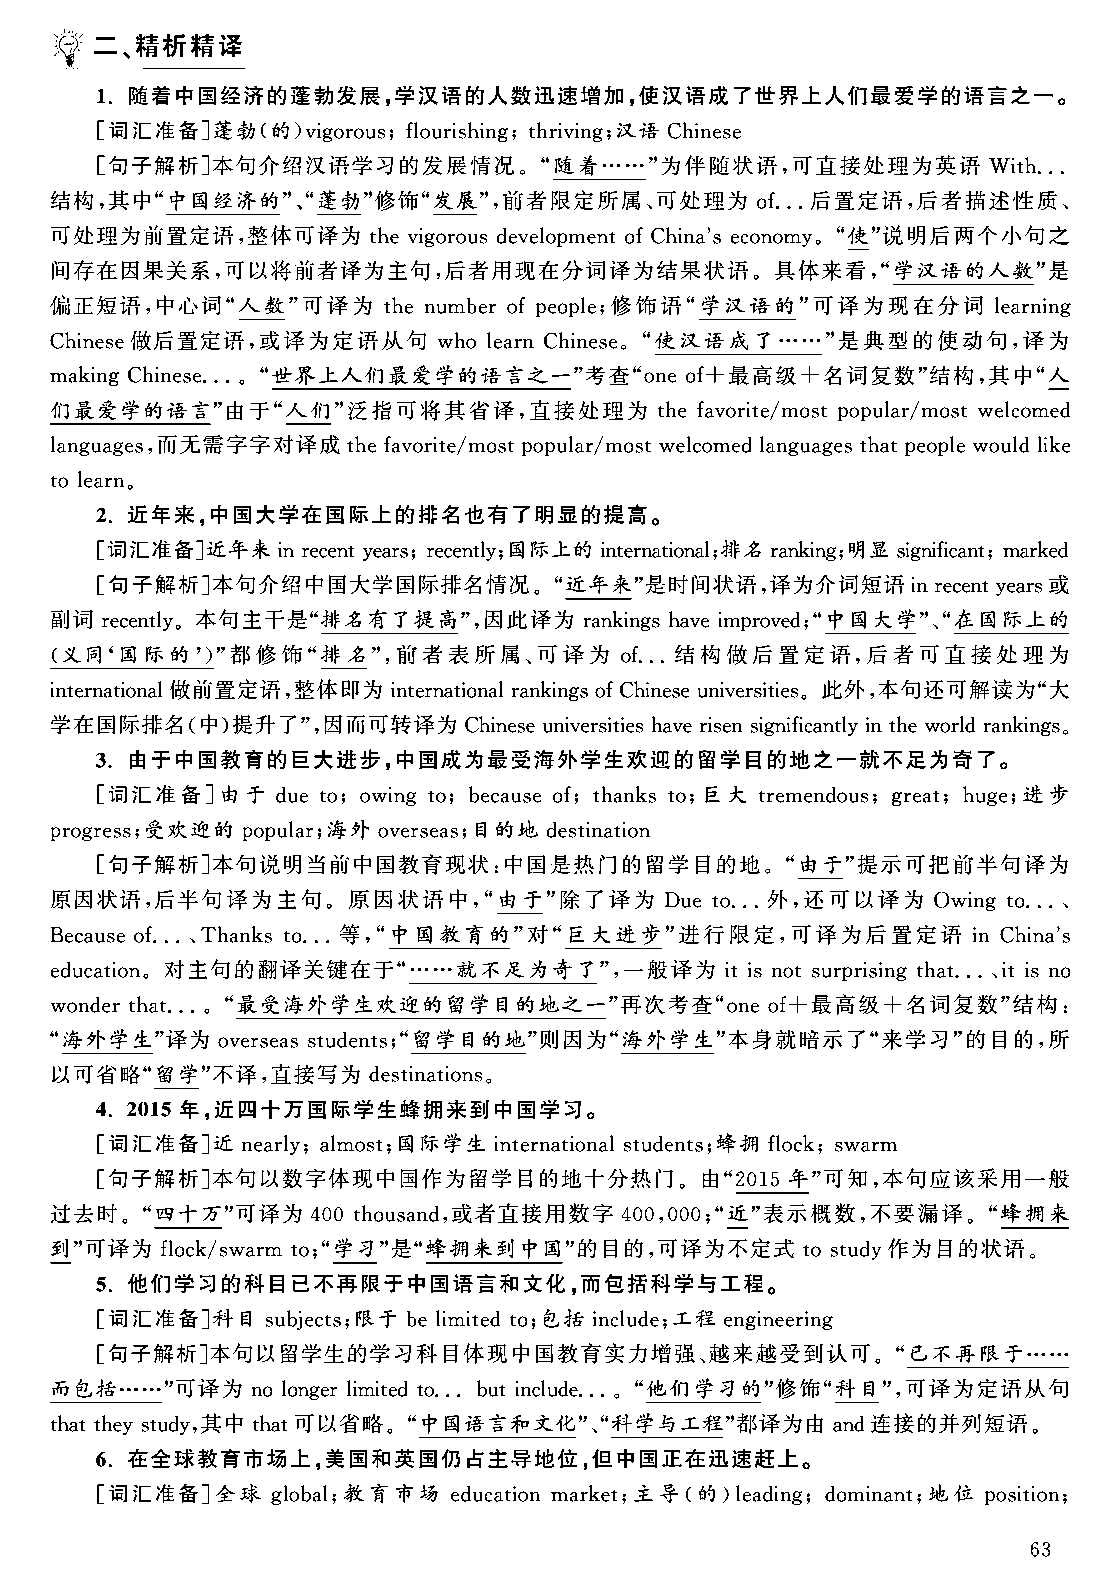 二、精析精译
1. 随着中国经济的蓬勃发展,学汉语的人数迅速增加,使汉语成了世界上人们最爱学的语言之一。
[词汇准备]蓬勃(的)vigorous; flourishing; thriving;汉语 Chinese
[句子解析]本句介绍汉语学习的发展情况。“随着……”为伴随状语,可直接处理为英语 With...
结构,其中“中国经济的”、“蓬勃”修饰“发展”,前者限定所属、可处理为 of... 后置定语,后者描述性质、
可处理为前置定语,整体可译为 the vigorous development of China's economy。“使”说明后两个小句之
间存在因果关系,可以将前者译为主句,后者用现在分词译为结果状语。具体来看,“学汉语的人数”是
偏正短语,中心词“人数”可译为 the number of people;修饰语“学汉语的”可译为现在分词 learning
Chinese 做后置定语,或译为定语从句 who learn Chinese。“使汉语成了……”是典型的使动句,译为
making Chinese...。“世界上人们最爱学的语言之一”考查“one of+最高级+名词复数”结构,其中“人
们最爱学的语言”由于“人们”泛指可将其省译,直接处理为 the favorite/most popular/most welcomed
languages,而无需字字对译成 the favorite/most popular/most welcomed languages that people would like
to learn。
2. 近年来,中国大学在国际上的排名也有了明显的提高。
[词汇准备]近年来 in recent years; recently;国际上的 international;排名 ranking;明显 significant; marked
[句子解析]本句介绍中国大学国际排名情况。“近年来”是时间状语,译为介词短语 in recent years 或
副词 recently。本句主干是“排名有了提高”,因此译为 rankings have improved;“中国大学”、“在国际上的
(义同‘国际的’)”都修饰“排名”,前者表所属、可译为 of... 结构做后置定语,后者可直接处理为
international 做前置定语,整体即为 international rankings of Chinese universities。此外,本句还可解读为“大
学在国际排名(中)提升了”,因而可转译为 Chinese universities have risen significantly in the world rankings。
3. 由于中国教育的巨大进步,中国成为最受海外学生欢迎的留学目的地之一就不足为奇了。
[词汇准备]由于 due to; owing to; because of; thanks to;巨大 tremendous; great; huge;进步
progress;受欢迎的 popular;海外 overseas;目的地 destination
[句子解析]本句说明当前中国教育现状:中国是热门的留学目的地。“由于”提示可把前半句译为
原因状语,后半句译为主句。原因状语中,“由于”除了译为 Due to... 外,还可以译为 Owing to...、
Because of...、Thanks to... 等,“中国教育的”对“巨大进步”进行限定,可译为后置定语 in China's
education。对主句的翻译关键在于“……就不足为奇了”,一般译为 it is not surprising that...、it is no
wonder that...。“最受海外学生欢迎的留学目的地之一”再次考查“one of+最高级+名词复数”结构:
“海外学生”译为 overseas students;“留学目的地”则因为“海外学生”本身就暗示了“来学习”的目的,所
以可省略“留学”不译,直接写为 destinations。
4. 2015 年,近四十万国际学生蜂拥来到中国学习。
[词汇准备]近 nearly; almost;国际学生 international students;蜂拥 flock; swarm
[句子解析]本句以数字体现中国作为留学目的地十分热门。由“2015 年”可知,本句应该采用一般
过去时。“四十万”可译为 400 thousand,或者直接用数字 400,000;“近”表示概数,不要漏译。“蜂拥来
到”可译为 flock/swarm to;“学习”是“蜂拥来到中国”的目的,可译为不定式 to study 作为目的状语。
5. 他们学习的科目已不再限于中国语言和文化,而包括科学与工程。
[词汇准备]科目 subjects;限于 be limited to;包括 include;工程 engineering
[句子解析]本句以留学生的学习科目体现中国教育实力增强、越来越受到认可。“已不再限于……
而包括……”可译为 no longer limited to... but include...。“他们学习的”修饰“科目”,可译为定语从句
that they study,其中 that 可以省略。“中国语言和文化”、“科学与工程”都译为由 and 连接的并列短语。
6. 在全球教育市场上,美国和英国仍占主导地位,但中国正在迅速赶上。
[词汇准备]全球 global;教育市场 education market;主导(的)leading; dominant;地位 position;
63